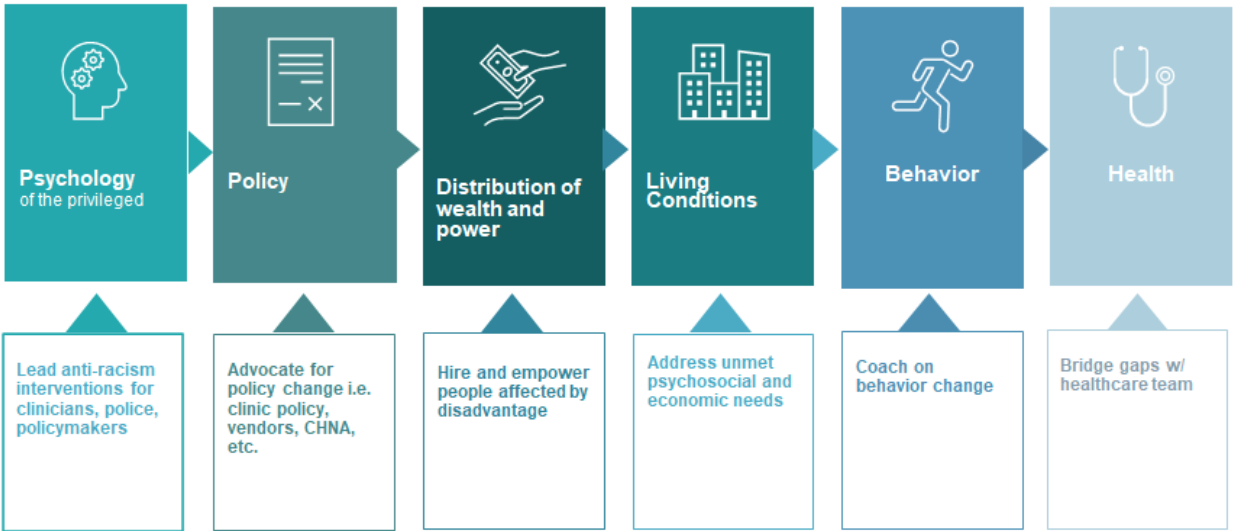 Psychology
of the privileged
Policy
Distribution of
wealth and
power
Living
Conditions
Behavior
Health
Lead anti-racism
interventions for
clinicians, police,
policymakers
Advocate for
policy change i.e.
clinic policy,
vendors, CHNA,
etc.
Hire and empower
people affected by
disadvantage
Address unmet
psychosocial and
economic needs
Coach on
behavior change
Bridge gaps w/
healthcare team